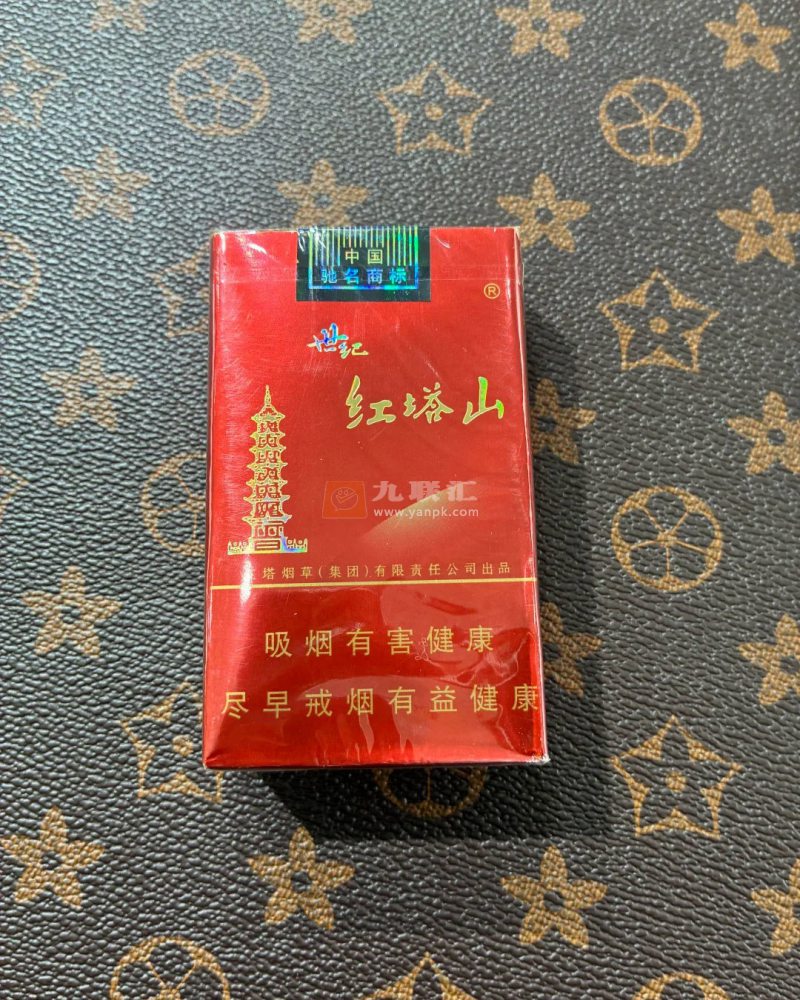 中国
驰名商标
®
世纪
红塔山
九联汇
www.yanpk.com
塔烟草(集团)有限责任公司出品
吸烟有害健康
尽早戒烟有益健康